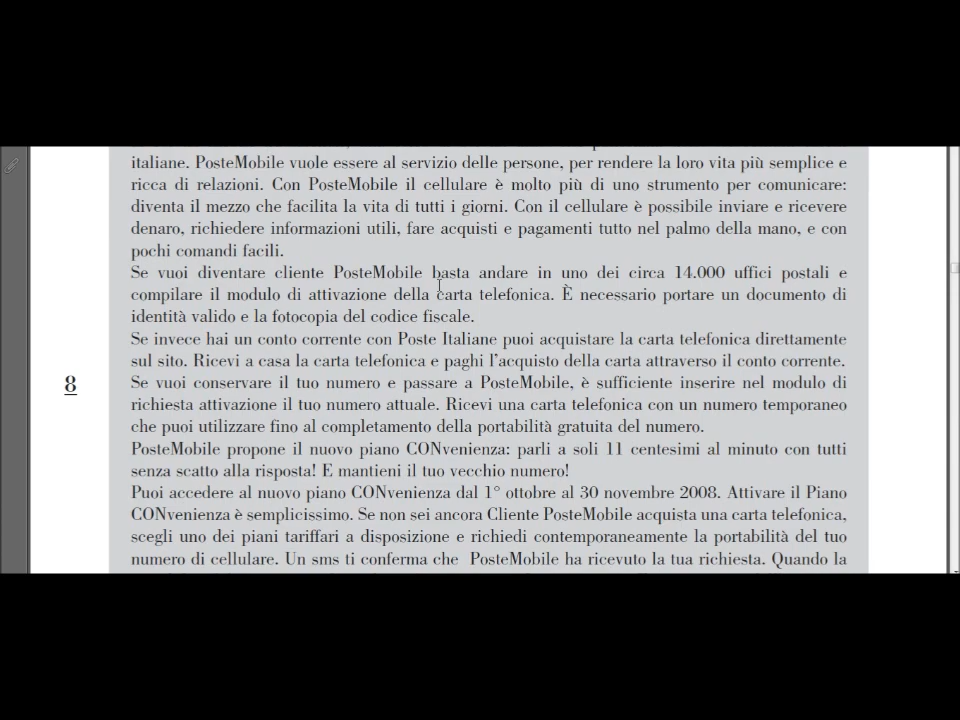 italiane. PosteMobile vuole essere al servizio delle persone, per rendere la loro vita più semplice e
ricca di relazioni. Con PosteMobile il cellulare è molto più di uno strumento per comunicare:
diventa il mezzo che facilita la vita di tutti i giorni. Con il cellulare è possibile inviare e ricevere
denaro, richiedere informazioni utili, fare acquisti e pagamenti tutto nel palmo della mano, e con
pochi comandi facili.
Se vuoi diventare cliente PosteMobile basta andare in uno dei circa 14.000 uffici postali e
compilare il modulo di attivazione della carta telefonica. È necessario portare un documento di
identità valido e la fotocopia del codice fiscale.
Se invece hai un conto corrente con Poste Italiane puoi acquistare la carta telefonica direttamente
sul sito. Ricevi a casa la carta telefonica e paghi l'acquisto della carta attraverso il conto corrente.
8
Se vuoi conservare il tuo numero e passare a PosteMobile, è sufficiente inserire nel modulo di
richiesta attivazione il tuo numero attuale. Ricevi una carta telefonica con un numero temporaneo
che puoi utilizzare fino al completamento della portabilità gratuita del numero.
PosteMobile propone il nuovo piano CONvenienza: parli a soli 11 centesimi al minuto con tutti
senza scatto alla risposta! E mantieni il tuo vecchio numero!
Puoi accedere al nuovo piano CONvenienza dal 1° ottobre al 30 novembre 2008. Attivare il Piano
CONvenienza è semplicissimo. Se non sei ancora Cliente PosteMobile acquista una carta telefonica,
scegli uno dei piani tariffari a disposizione e richiedi contemporaneamente la portabilità del tuo
numero di cellulare. Un sms ti conferma che PosteMobile ha ricevuto la tua richiesta. Quando la